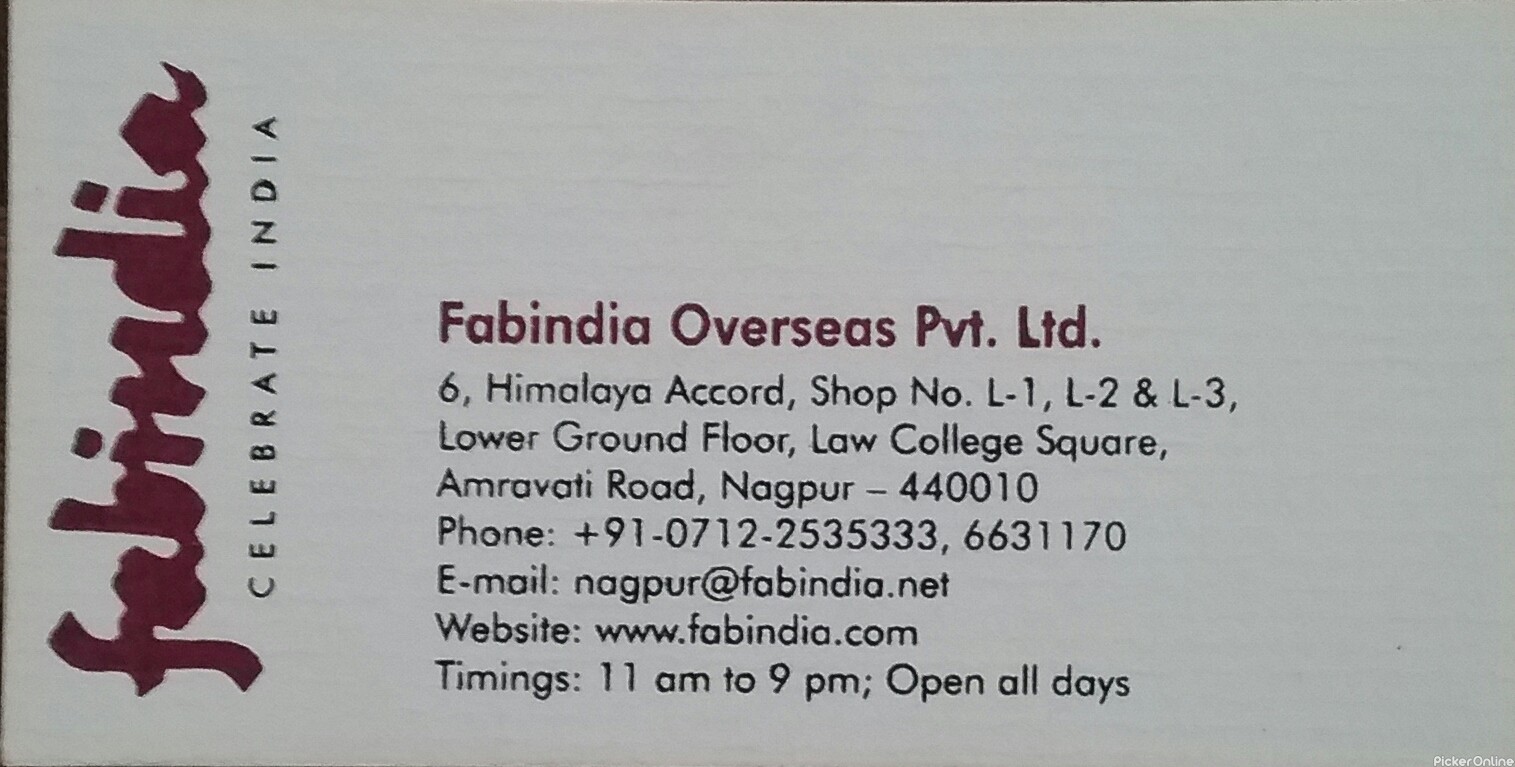 fabindia
CELEBRATE INDIA
Fabindia Overseas Pvt. Ltd.
6, Himalaya Accord, Shop No. L-1, L-2 & L-3,
Lower Ground Floor, Law College Square,
Amravati Road, Nagpur – 440010
Phone: +91-0712-2535333, 6631170
E-mail: nagpur@fabindia.net
Website: www.fabindia.com
Timings: 11 am to 9 pm; Open all days
PickerOnline